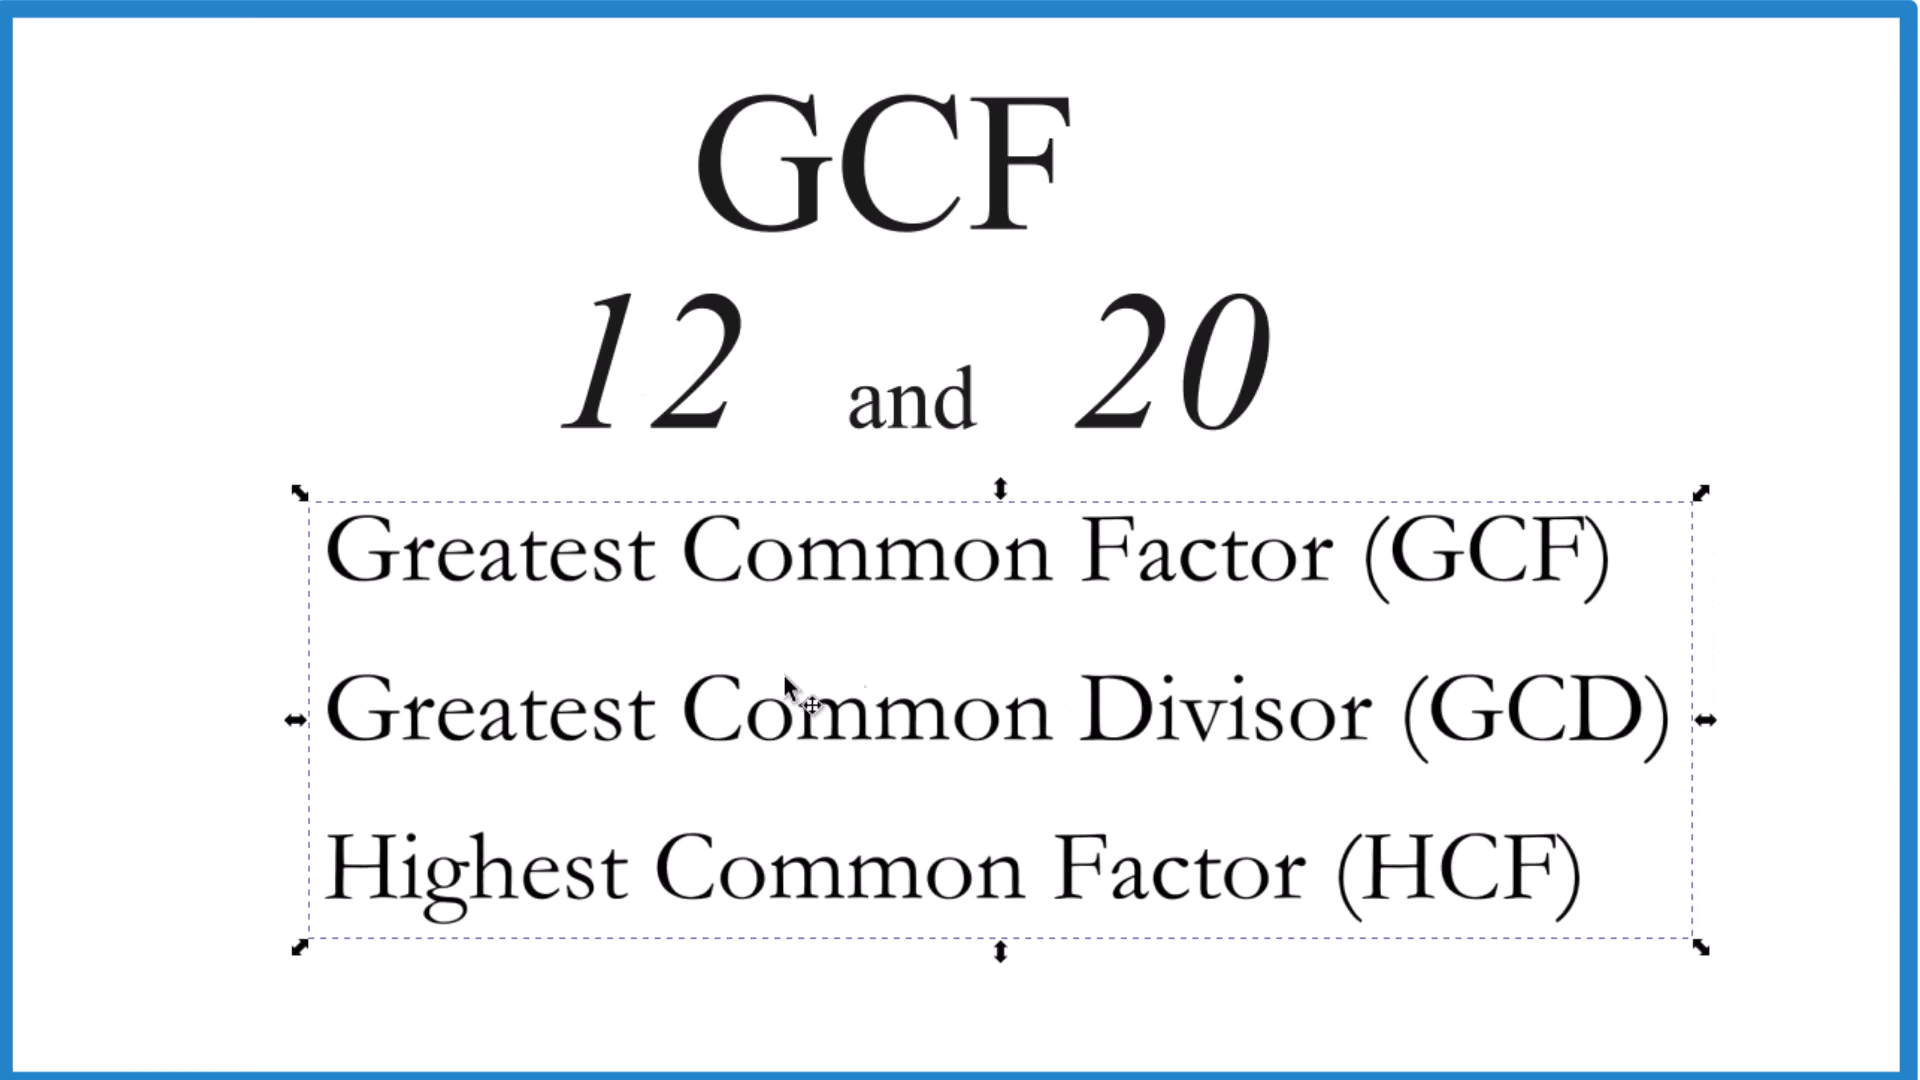 GCF
12 and 20
Greatest Common Factor (GCF)
Greatest Common Divisor (GCD)
Highest Common Factor (HCF)